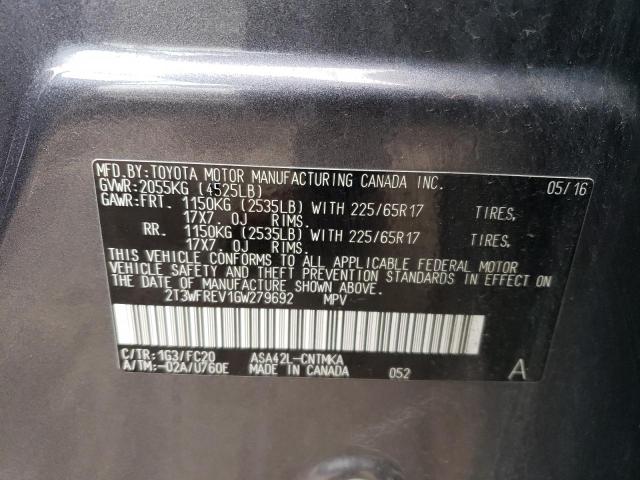 MFD.BY:TOYOTA MOTOR MANUFACTURING CANADA INC.
GVWR:2055KG (4525LB) 05/16
GAWR:FRT. 1150KG (2535LB) WITH 225/65R17 TIRES,
17X7. OJ RIMS.
RR. 1150KG (2535LB) WITH 225/65R17 TIRES,
17X7. OJ RIMS.
THIS VEHICLE CONFORMS TO ALL APPLICABLE FEDERAL MOTOR
VEHICLE SAFETY AND THEFT PREVENTION STANDARDS IN EFFECT ON
THE DATE OF MANUFACTURE SHOWN ABOVE.
2T3WFREV1GW279692 MPV
C/TR:1G3/FC20 ASA42L-CNTMKA
A/TM:-02A/U760E MADE IN CANADA 052 A